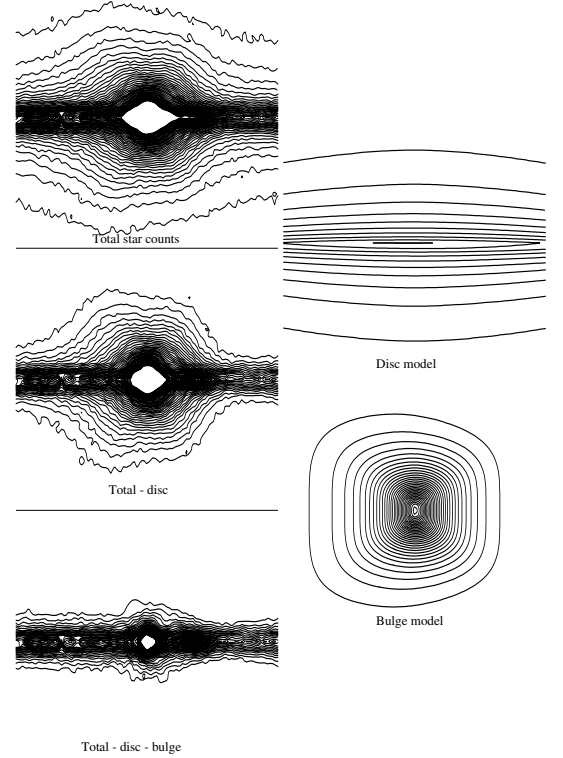 Total star counts
Disc model
Total - disc
Bulge model
Total - disc - bulge